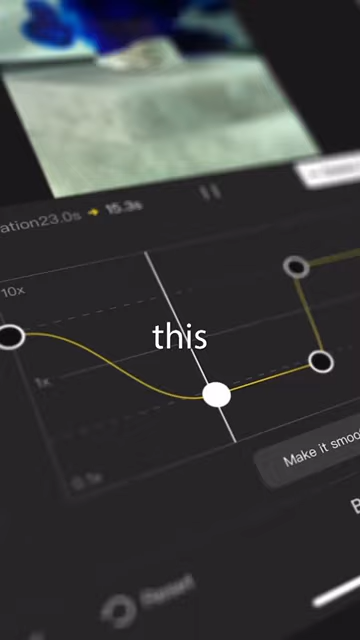 ation23.0s → 15.3s
10x
this
1x
0.1x
Make it smoo
B
Reset